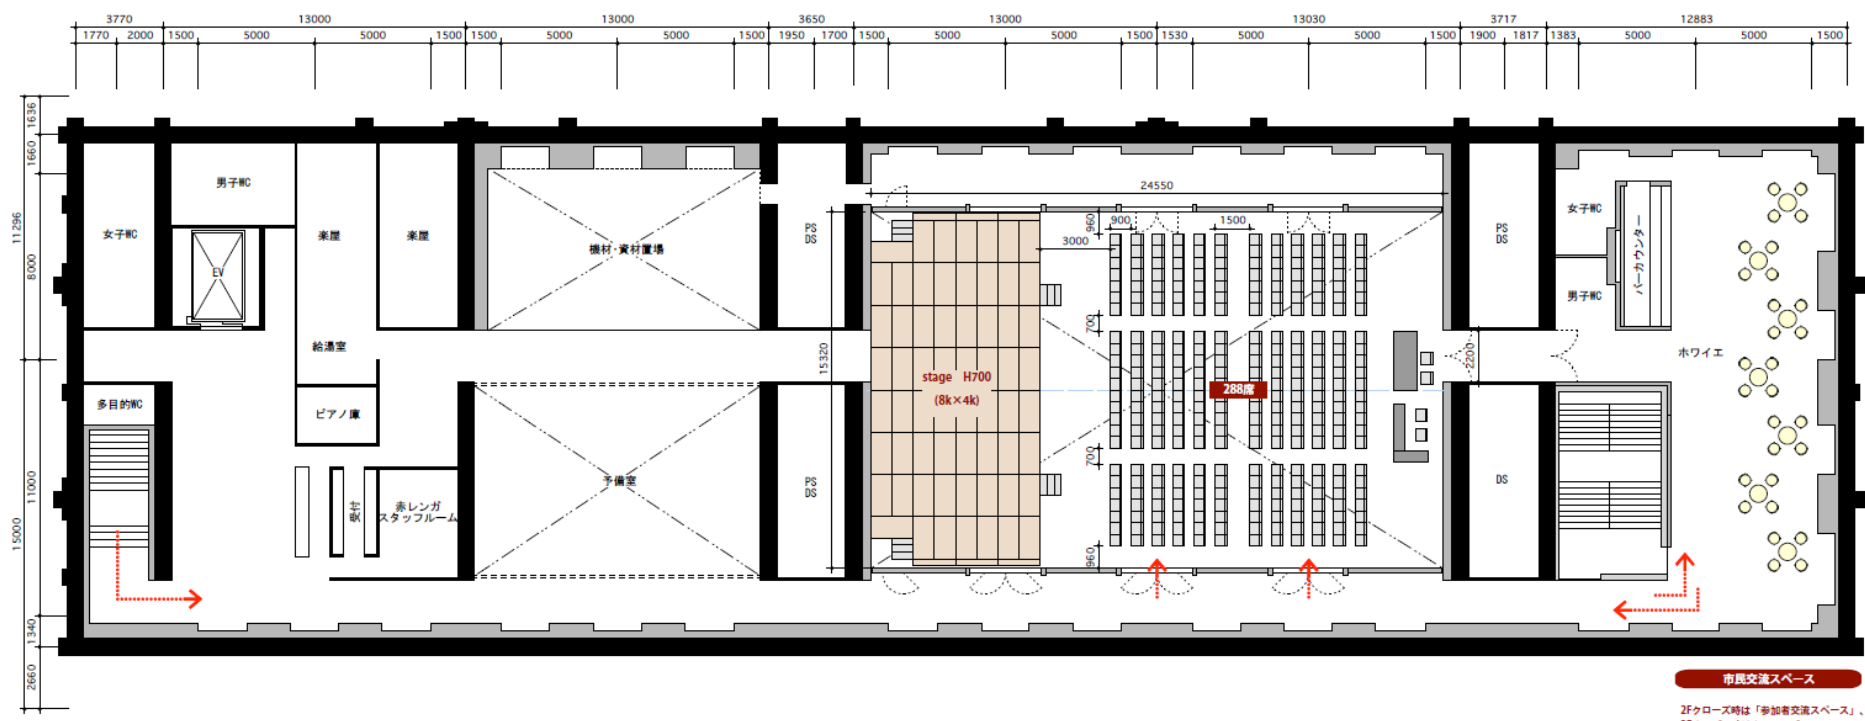 3770 13000 13000 3650 13000 13030 3717 12883
1770 2000 1500 5000 5000 1500 1500 5000 5000 1500 1950 1700 1500 5000 5000 1500 1530 5000 5000 1500 1900 1817 1383 5000 5000 1500
1636
1660
11296
8000
11000
15000
1340
2660
男子WC
女子WC
EV
楽屋
楽屋
機材・資材置場
PS
DS
給湯室
多目的WC
ピアノ庫
受付
赤レンガ
スタッフルーム
予備室
PS
DS
24550
15320
960
900
1500
3000
700
700
960
stage H700
(8k×4k)
288席
2200
PS
DS
DS
女子WC
男子WC
バーカウンター
ホワイエ
市民交流スペース
2Fクローズ時は「参加者交流スペース」、